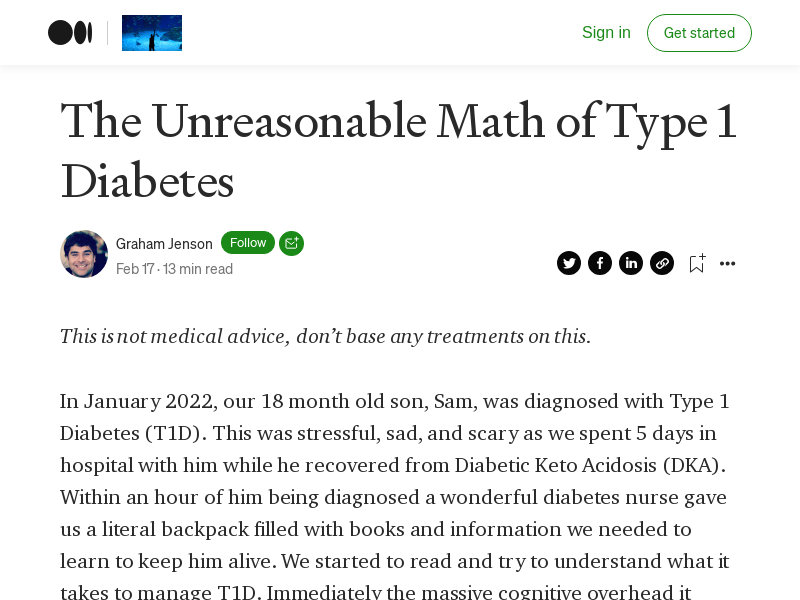 Sign in
Get started
The Unreasonable Math of Type 1
Diabetes
Graham Jenson
Follow
Feb 17 · 13 min read
This is not medical advice, don’t base any treatments on this.
In January 2022, our 18 month old son, Sam, was diagnosed with Type 1
Diabetes (T1D). This was stressful, sad, and scary as we spent 5 days in
hospital with him while he recovered from Diabetic Keto Acidosis (DKA).
Within an hour of him being diagnosed a wonderful diabetes nurse gave
us a literal backpack filled with books and information we needed to
learn to keep him alive. We started to read and try to understand what it
takes to manage T1D. Immediately the massive cognitive overhead it